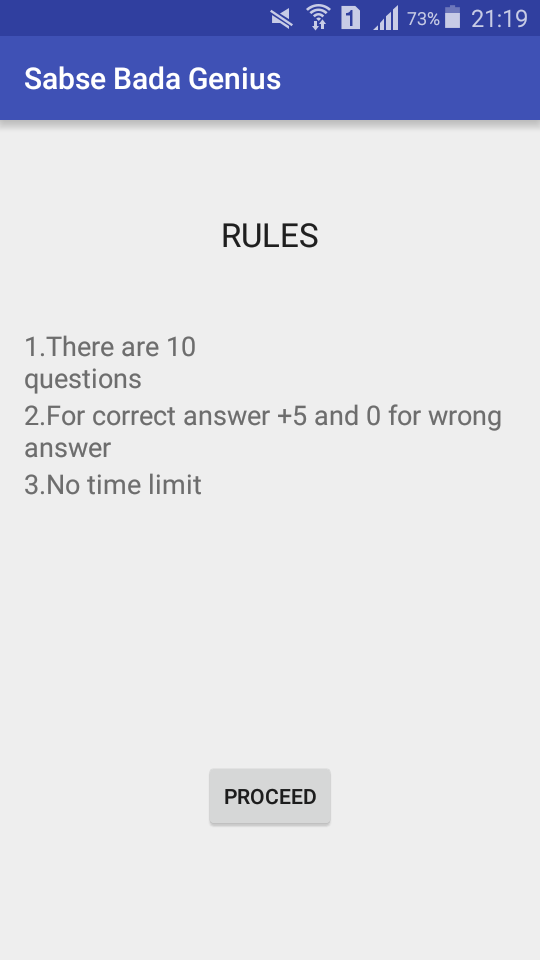 1 73% 21:19
Sabse Bada Genius
RULES
1.There are 10
questions
2.For correct answer +5 and 0 for wrong
answer
3.No time limit
PROCEED